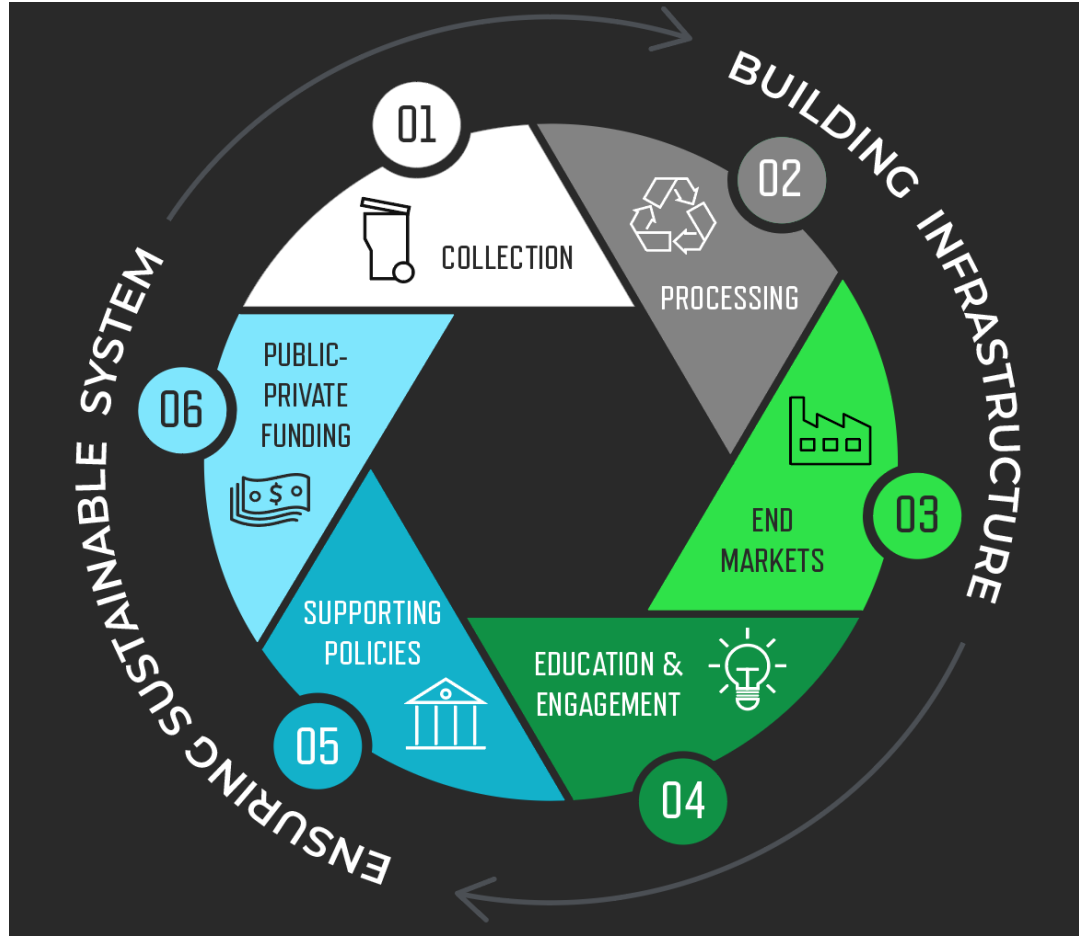 BUILDING INFRASTRUCTURE
01
COLLECTION
02
PROCESSING
03
END
MARKETS
04
EDUCATION &
ENGAGEMENT
05
SUPPORTING
POLICIES
06
PUBLIC-
PRIVATE
FUNDING
$
ENSURING SUSTAINABLE SYSTEM